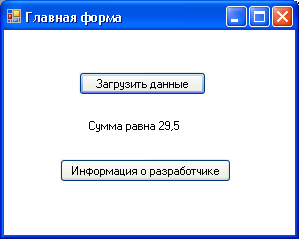 Главная форма
Загрузить данные
Сумма равна 29,5
Информация о разработчике